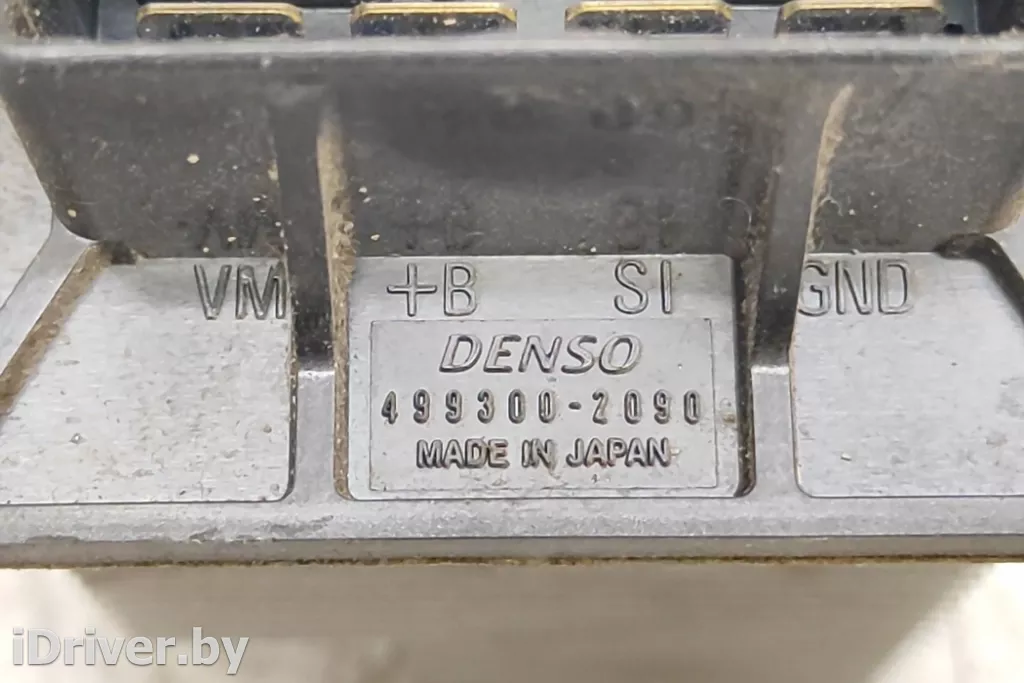 VM +B SI GND
DENSO
499300-2090
MADE IN JAPAN
iDriver.by